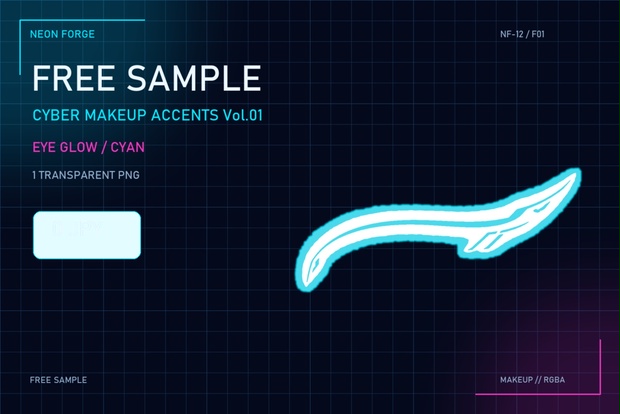 NEON FORGE
NF-12 / F01
FREE SAMPLE
CYBER MAKEUP ACCENTS Vol.01
EYE GLOW / CYAN
1 TRANSPARENT PNG
FREE SAMPLE
MAKEUP // RGBA